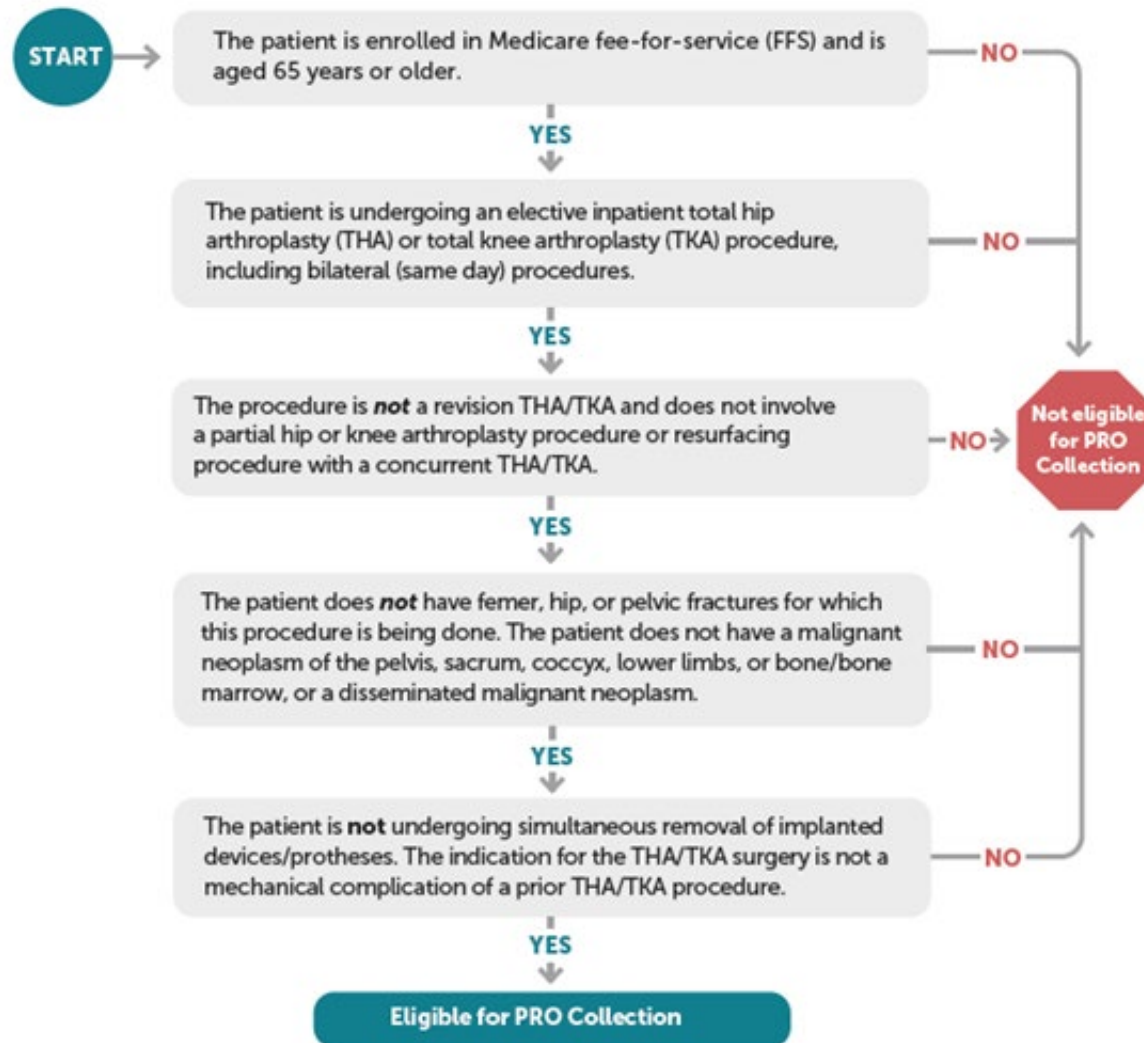 START
The patient is enrolled in Medicare fee-for-service (FFS) and is
aged 65 years or older.
NO
YES
The patient is undergoing an elective inpatient total hip
arthroplasty (THA) or total knee arthroplasty (TKA) procedure,
including bilateral (same day) procedures.
NO
YES
The procedure is not a revision THA/TKA and does not involve
a partial hip or knee arthroplasty procedure or resurfacing
procedure with a concurrent THA/TKA.
NO
Not eligible
for PRO
Collection
YES
The patient does not have femer, hip, or pelvic fractures for which
this procedure is being done. The patient does not have a malignant
neoplasm of the pelvis, sacrum, coccyx, lower limbs, or bone/bone
marrow, or a disseminated malignant neoplasm.
NO
YES
The patient is not undergoing simultaneous removal of implanted
devices/protheses. The indication for the THA/TKA surgery is not a
mechanical complication of a prior THA/TKA procedure.
NO
YES
Eligible for PRO Collection